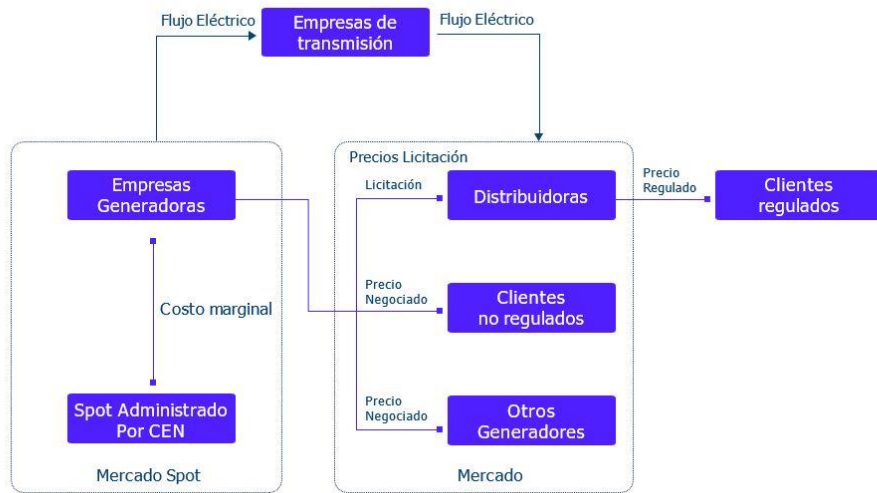 Flujo Eléctrico
Empresas de
transmisión
Flujo Eléctrico
Precios Licitación
Empresas
Generadoras
Licitación
Distribuidoras
Precio
Regulado
Clientes
regulados
Costo marginal
Precio
Negociado
Clientes
no regulados
Spot Administrado
Por CEN
Precio
Negociado
Otros
Generadores
Mercado Spot
Mercado